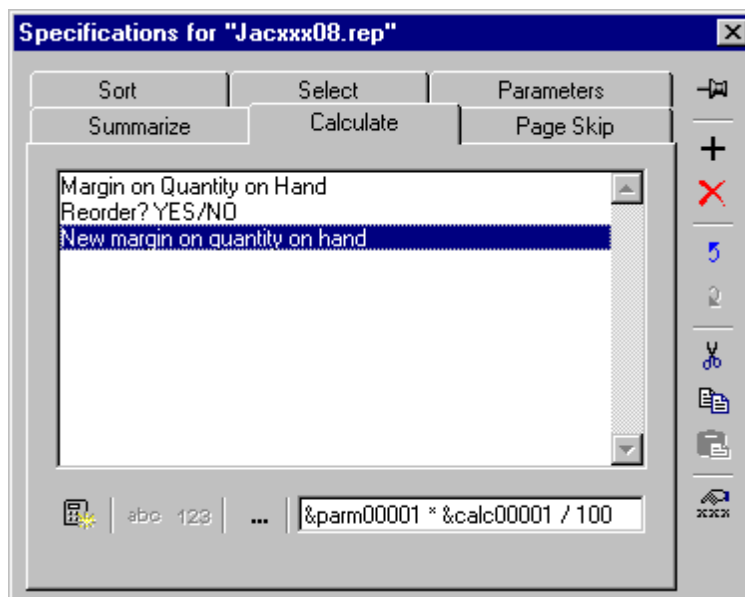 Specifications for "Jacxxx08.rep"
Sort Select Parameters
Summarize Calculate Page Skip
Margin on Quantity on Hand
Reorder? YES/NO
New margin on quantity on hand
abc 123 ... &parm00001 * &calc00001 / 100
xxx